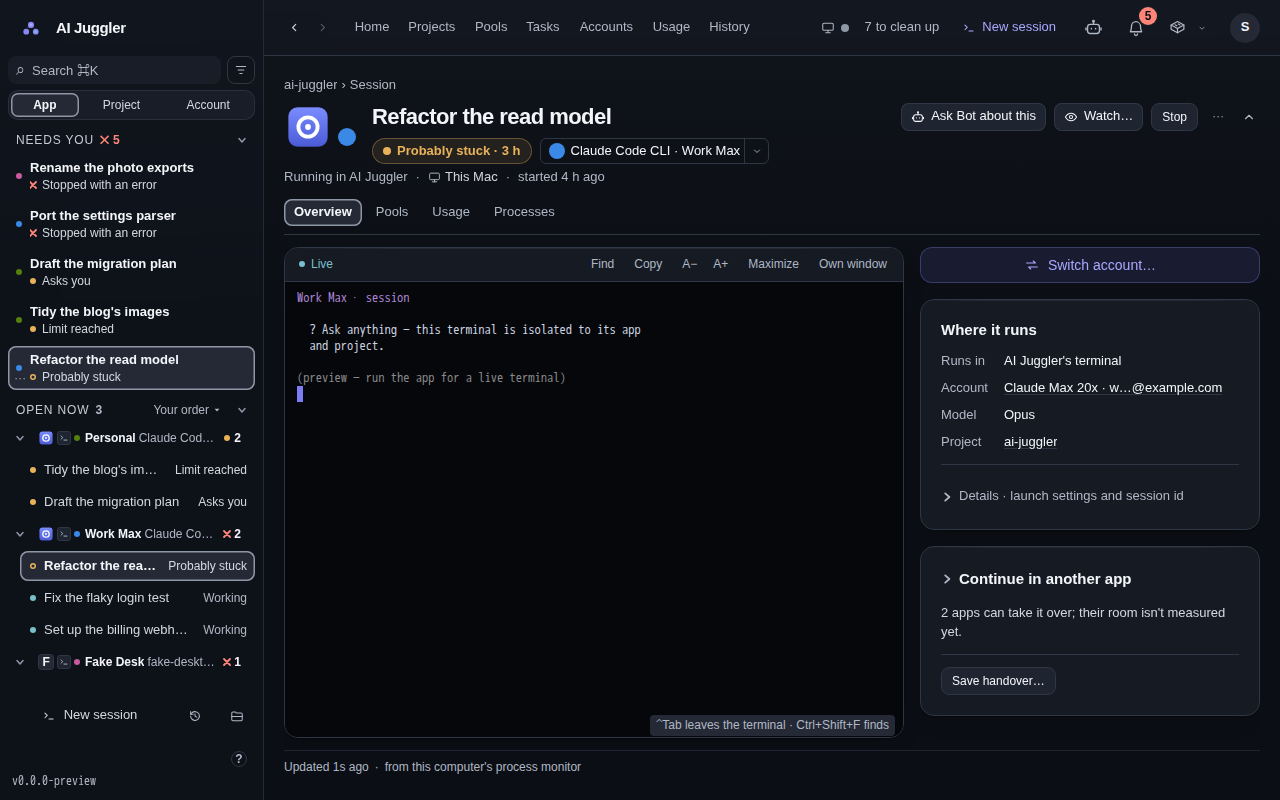 AI Juggler
Search ⌘K
App Project Account
NEEDS YOU 5
Rename the photo exports
Stopped with an error
Port the settings parser
Stopped with an error
Draft the migration plan
Asks you
Tidy the blog's images
Limit reached
Refactor the read model
Probably stuck
OPEN NOW 3 Your order
Personal Claude Cod… 2
Tidy the blog's im… Limit reached
Draft the migration plan Asks you
Work Max Claude Co… 2
Refactor the rea… Probably stuck
Fix the flaky login test Working
Set up the billing webh… Working
F Fake Desk fake-deskt… 1
New session
?
v0.0.0-preview
Home Projects Pools Tasks Accounts Usage History
7 to clean up
New session
5
S
ai-juggler › Session
Refactor the read model
Ask Bot about this Watch… Stop …
Probably stuck · 3 h
Claude Code CLI · Work Max
Running in AI Juggler · This Mac · started 4 h ago
Overview Pools Usage Processes
Live Find Copy A− A+ Maximize Own window
Work Max · session
? Ask anything — this terminal is isolated to its app
and project.
(preview — run the app for a live terminal)
^Tab leaves the terminal · Ctrl+Shift+F finds
Switch account…
Where it runs
Runs in AI Juggler's terminal
Account Claude Max 20x · w…@example.com
Model Opus
Project ai-juggler
Details · launch settings and session id
Continue in another app
2 apps can take it over; their room isn't measured
yet.
Save handover…
Updated 1s ago · from this computer's process monitor